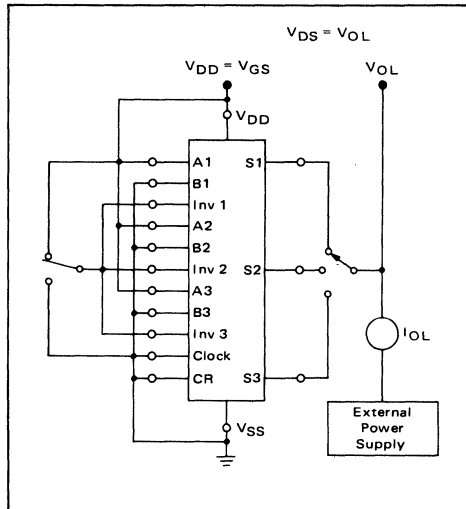 VDS = VOL
VDD = VGS
VOL
VDD
A1
S1
B1
Inv 1
A2
B2
Inv 2
S2
A3
B3
Inv 3
Clock
CR
S3
IOL
VSS
External
Power
Supply